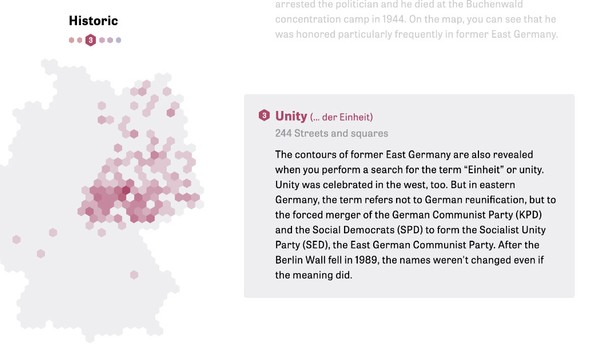 Historic
3
arrested the politician and he died at the Buchenwald
concentration camp in 1944. On the map, you can see that he
was honored particularly frequently in former East Germany.
3 Unity (... der Einheit)
244 Streets and squares
The contours of former East Germany are also revealed
when you perform a search for the term “Einheit” or unity.
Unity was celebrated in the west, too. But in eastern
Germany, the term refers not to German reunification, but to
the forced merger of the German Communist Party (KPD)
and the Social Democrats (SPD) to form the Socialist Unity
Party (SED), the East German Communist Party. After the
Berlin Wall fell in 1989, the names weren't changed even if
the meaning did.